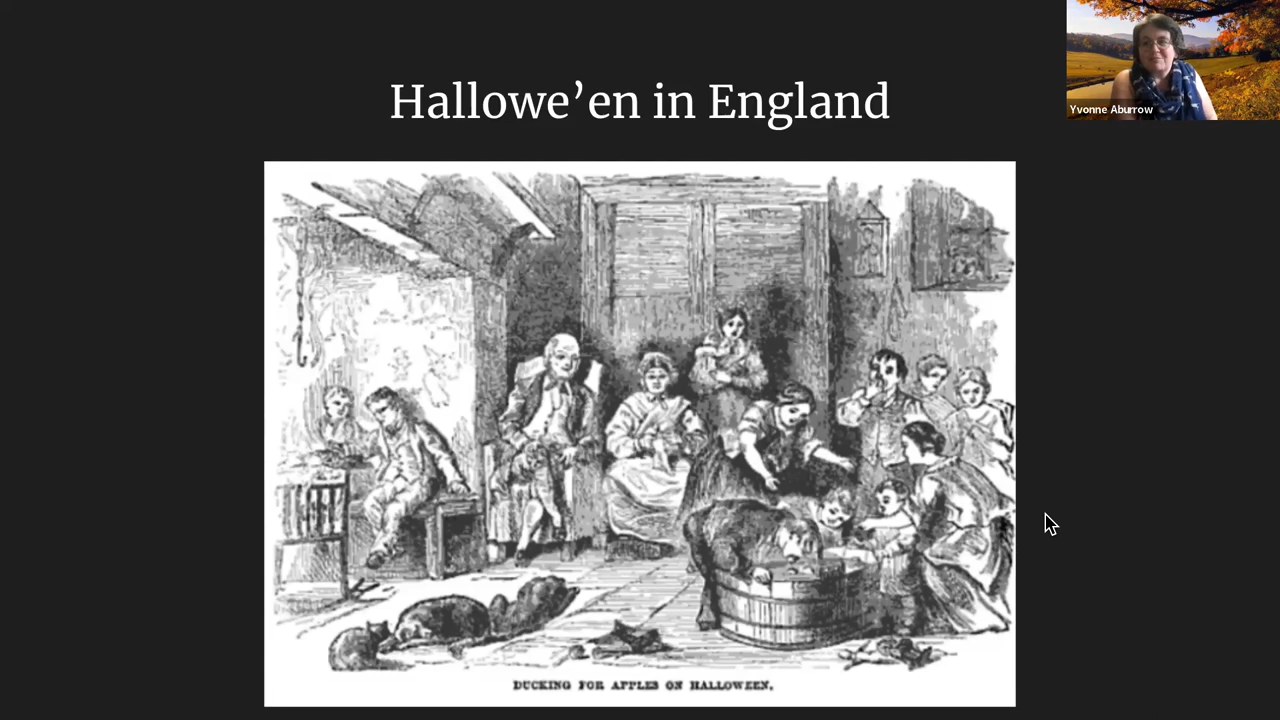 Hallowe’en in England
Yvonne Aburrow
DUCKING FOR APPLES ON HALLOWEEN.